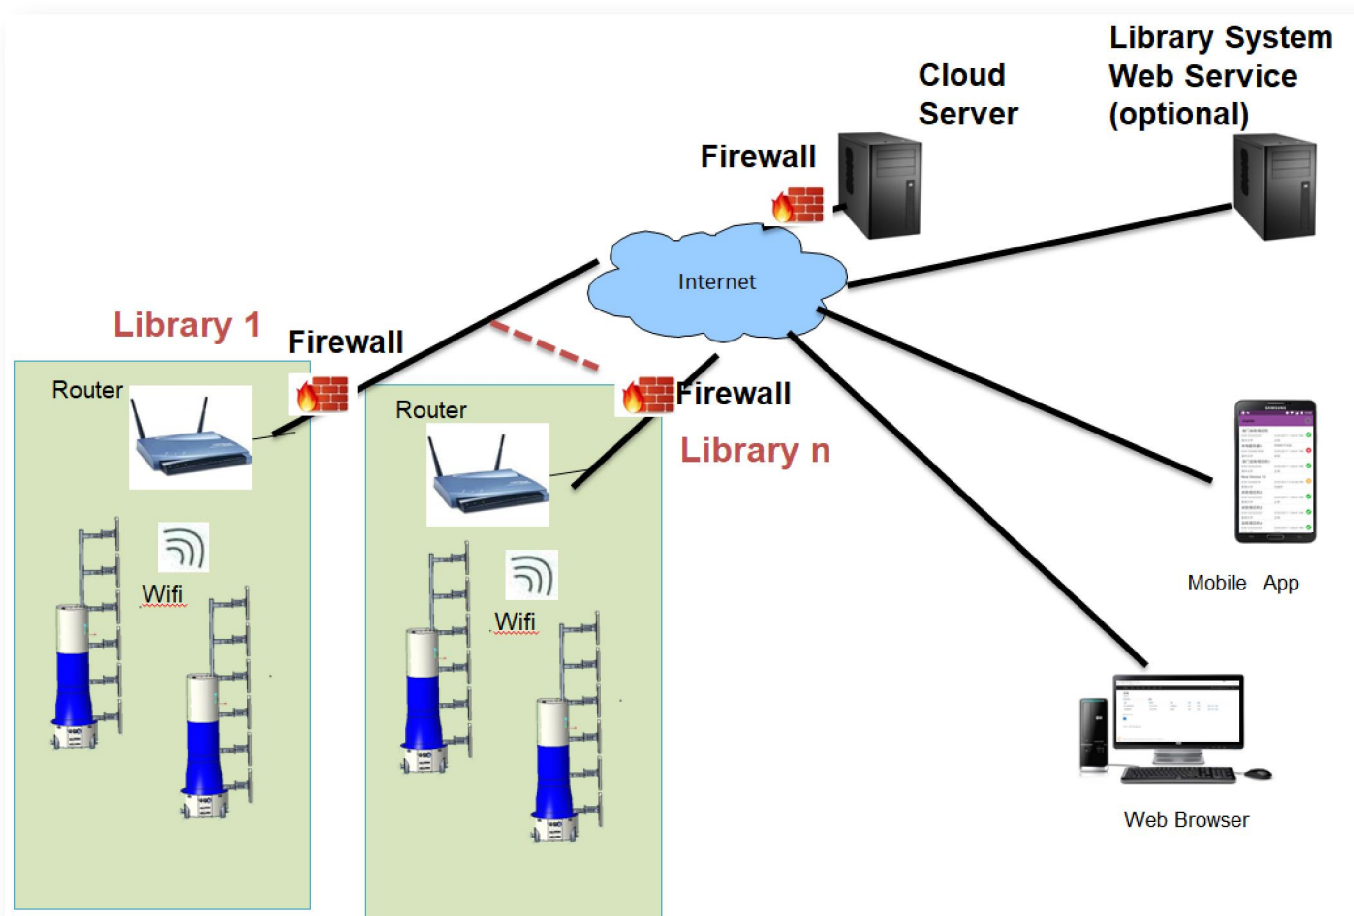 Library System
Web Service
(optional)
Cloud
Server
Firewall
Internet
Library 1
Firewall
Router
Router
Firewall
Library n
Wifi
Wifi
SAMSUNG
Mobile App
Web Browser